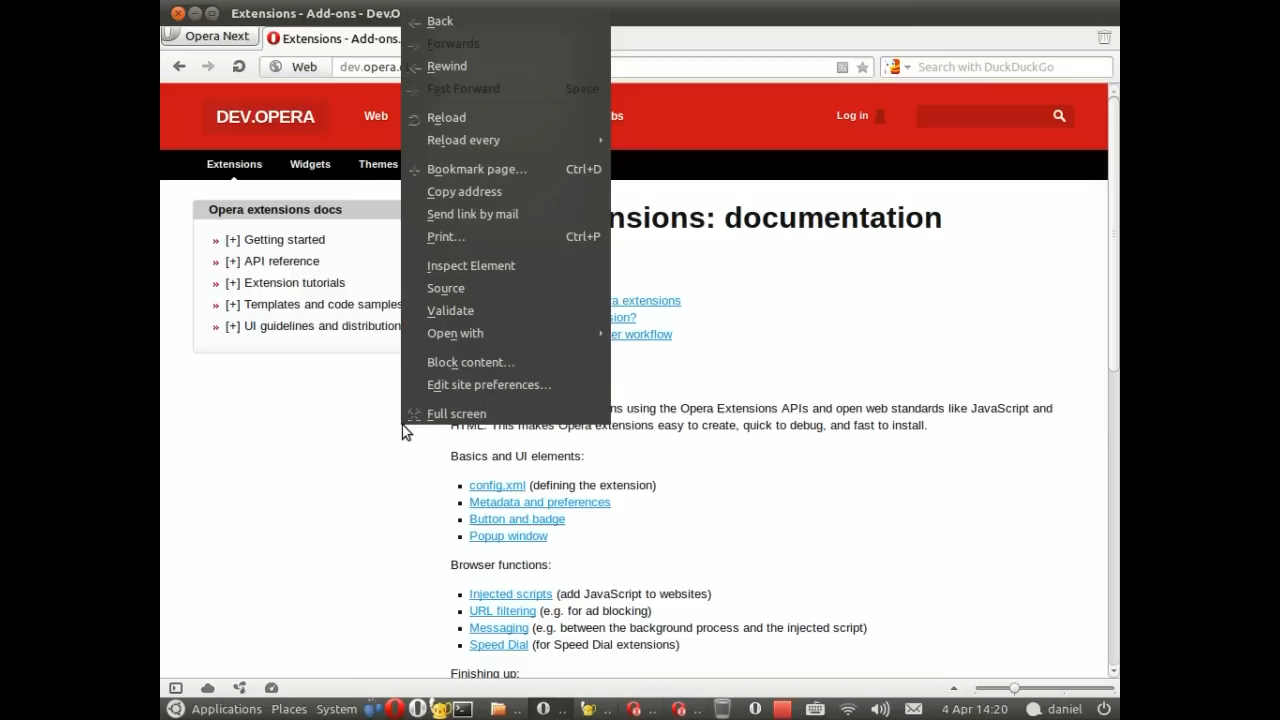 Extensions - Add-ons - Dev.O
Opera Next
Extensions - Add-ons.
Web
dev.opera.
Search with DuckDuckGo
Back
Forwards
Rewind
Fast Forward Space
Reload
Reload every
Bookmark page... Ctrl+D
Copy address
Send link by mail
Print... Ctrl+P
Inspect Element
Source
Validate
Open with
Block content...
Edit site preferences...
Full screen
DEV.OPERA
Web
bs
Log in
Extensions
Widgets
Themes
Opera extensions docs
» [+] Getting started
» [+] API reference
» [+] Extension tutorials
» [+] Templates and code samples
» [+] UI guidelines and distribution
nsions: documentation
ra extensions
sion?
er workflow
ns using the Opera Extensions APIs and open web standards like JavaScript and
HTML. This makes Opera extensions easy to create, quick to debug, and fast to install.
Basics and UI elements:
config.xml (defining the extension)
Metadata and preferences
Button and badge
Popup window
Browser functions:
Injected scripts (add JavaScript to websites)
URL filtering (e.g. for ad blocking)
Messaging (e.g. between the background process and the injected script)
Speed Dial (for Speed Dial extensions)
Finishing up:
Applications Places System
4 Apr 14:20
daniel